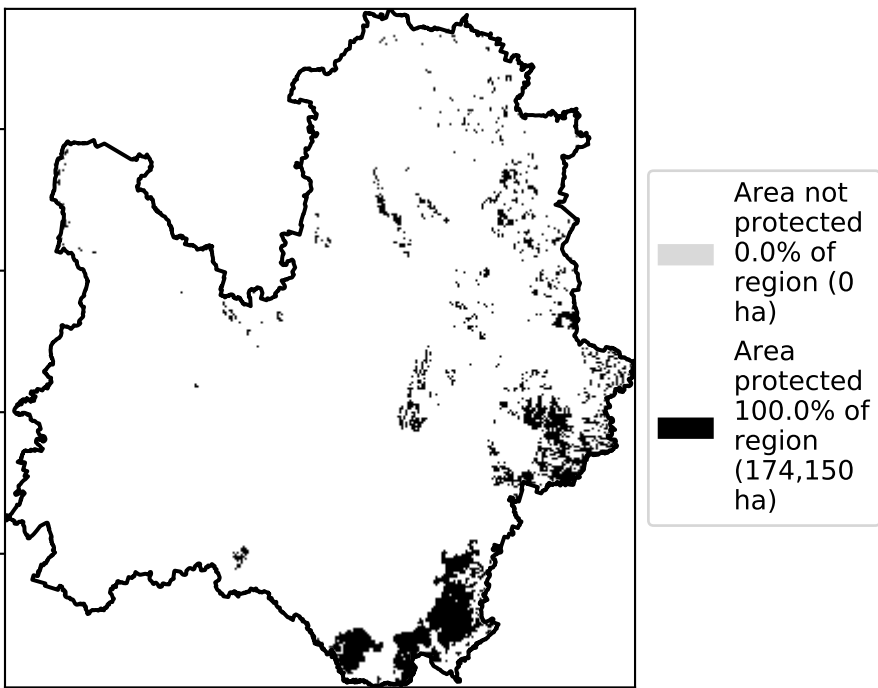 Area not
protected
0.0% of
region (0
ha)
Area
protected
100.0% of
region
(174,150
ha)